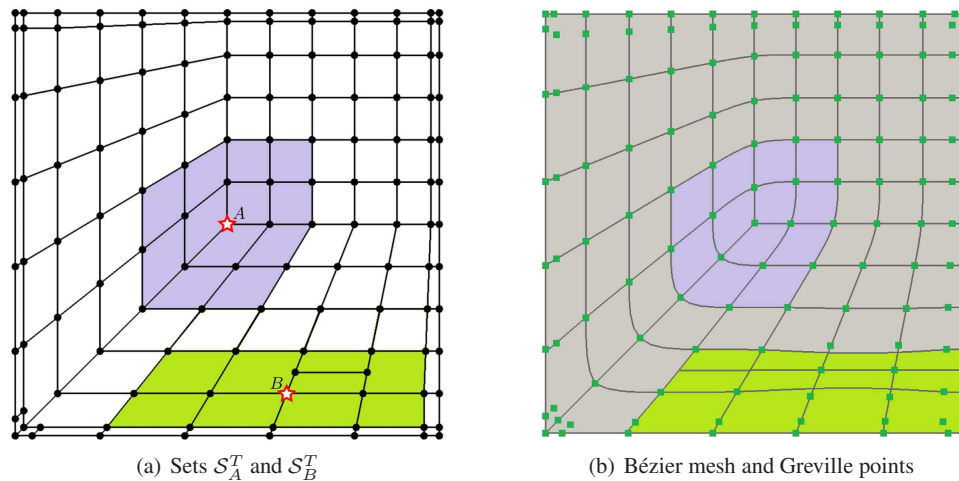 A
B
(a) Sets $\mathcal{S}_A^T$ and $\mathcal{S}_B^T$
(b) Bézier mesh and Greville points